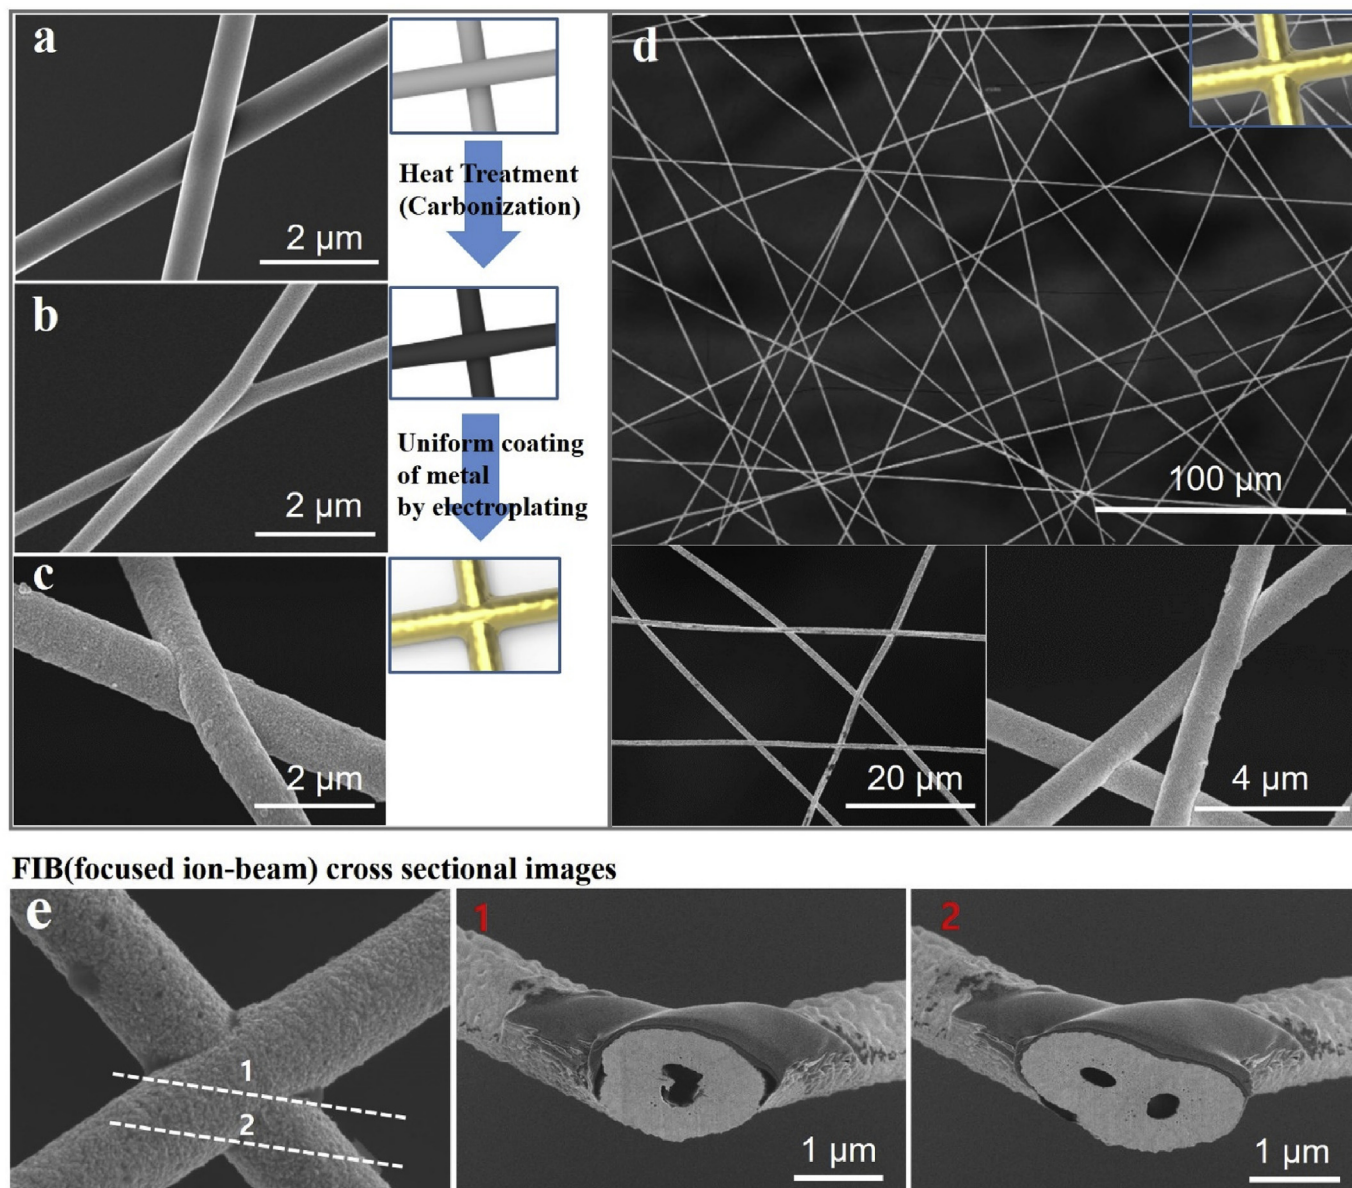 a
2 μm
Heat Treatment
(Carbonization)
b
2 μm
Uniform coating
of metal
by electroplating
c
2 μm
d
100 μm
20 μm
4 μm
FIB(focused ion-beam) cross sectional images
e
1
2
1
1 μm
2
1 μm